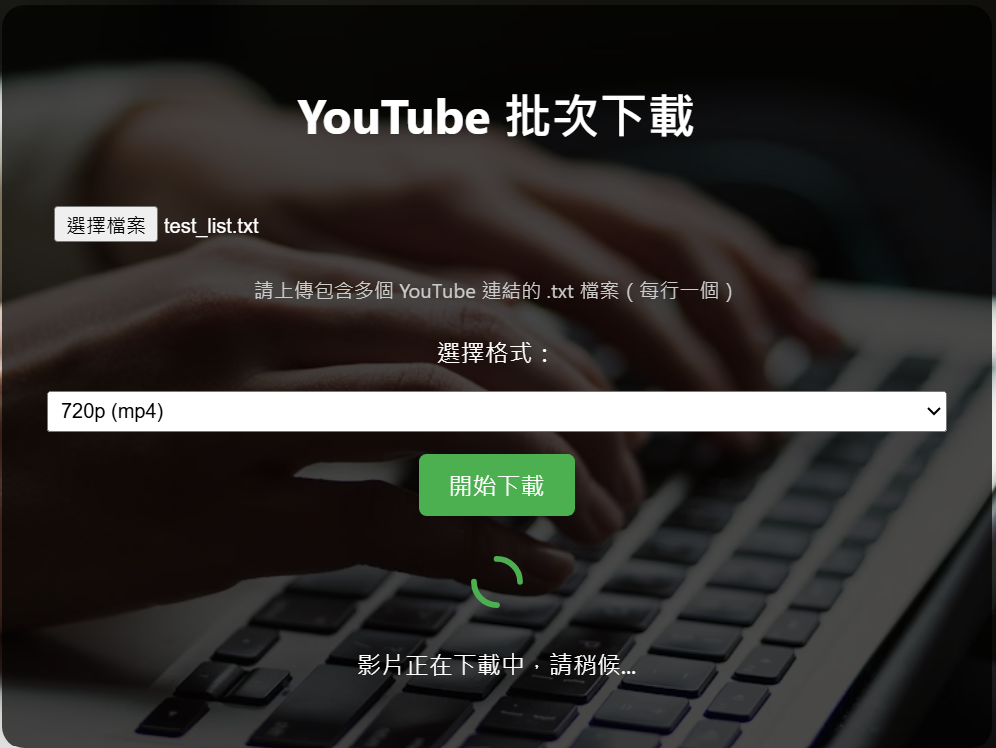 YouTube 批次下載
選擇檔案 test_list.txt
請上傳包含多個 YouTube 連結的 .txt 檔案（每行一個）
選擇格式：
720p (mp4)
開始下載
影片正在下載中，請稍候...